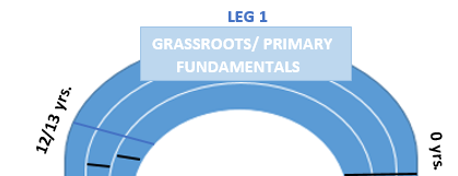 LEG 1
GRASSROOTS/ PRIMARY
FUNDAMENTALS
12/13 yrs.
0 yrs.